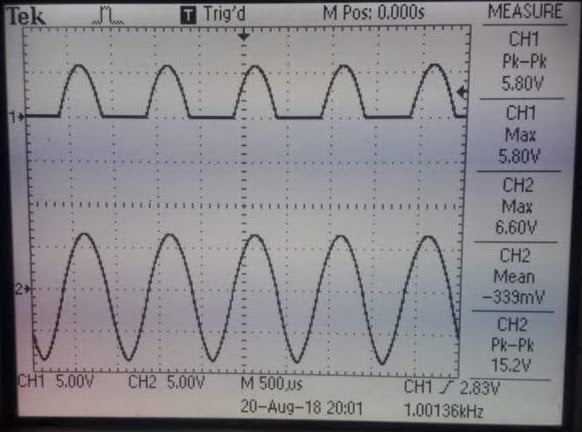 Tek T Trig'd M Pos: 0.000s MEASURE
CH1
Pk-Pk
5.80V
1
CH1
Max
5.80V
CH2
Max
6.60V
CH2
Mean
-339mV
2
CH2
Pk-Pk
15.2V
CH1 5.00V CH2 5.00V M 500µs CH1 2.83V
20-Aug-18 20:01 1.00136kHz